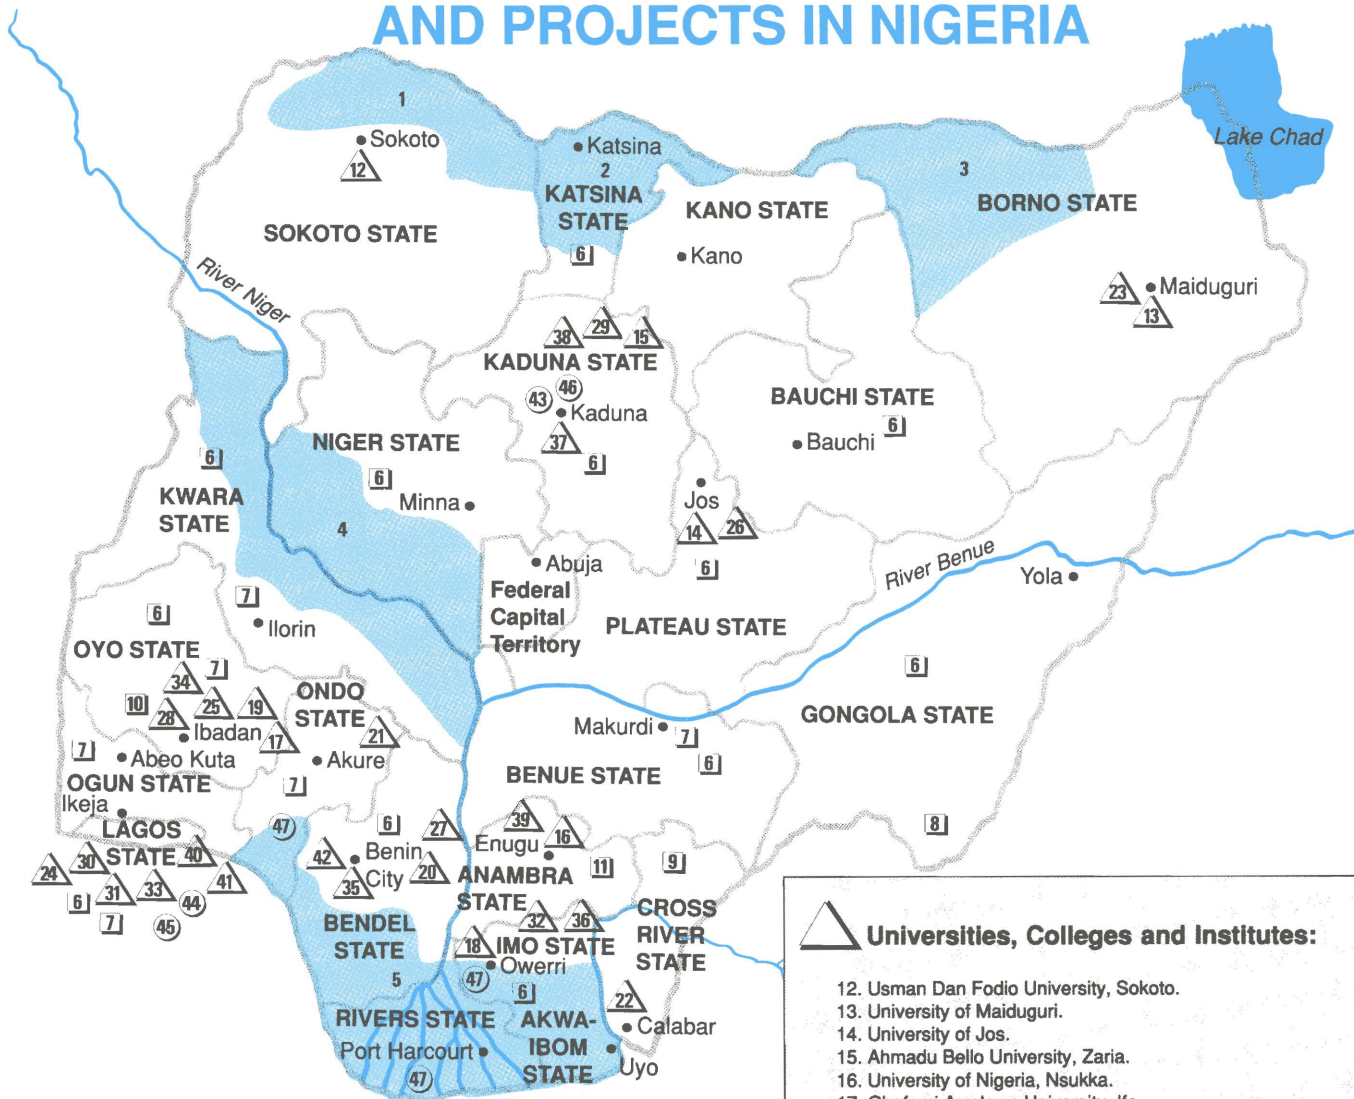 AND PROJECTS IN NIGERIA
1
Lake Chad
Sokoto
Katsina
12
2
3
KATSINA
STATE
KANO STATE
BORNO STATE
SOKOTO STATE
6
Kano
River Niger
23
Maiduguri
13
38
29
15
KADUNA STATE
43
46
Kaduna
BAUCHI STATE
6
37
6
Bauchi
NIGER STATE
6
6
Minna
KWARA
STATE
4
Jos
14
26
6
Abuja
River Benue
Yola
Federal
Capital
Territory
7
6
Ilorin
PLATEAU STATE
OYO STATE
7
6
34
10
28
25
19
17
Ibadan
ONDO
STATE
21
GONGOLA STATE
Makurdi
7
6
7
Abeo Kuta
Akure
7
BENUE STATE
OGUN STATE
Ikeja
LAGOS
STATE
47
6
27
39
16
Enugu
8
24
30
40
42
Benin
City
20
35
ANAMBRA
STATE
11
9
6
31
33
44
41
7
45
BENDEL
STATE
32
36
CROSS
RIVER
STATE
18
IMO STATE
Owerri
47
5
6
22
Calabar
RIVERS STATE
AKWA-
IBOM
STATE
Port Harcourt
Uyo
47
Universities, Colleges and Institutes:
12. Usman Dan Fodio University, Sokoto.
13. University of Maiduguri.
14. University of Jos.
15. Ahmadu Bello University, Zaria.
16. University of Nigeria, Nsukka.